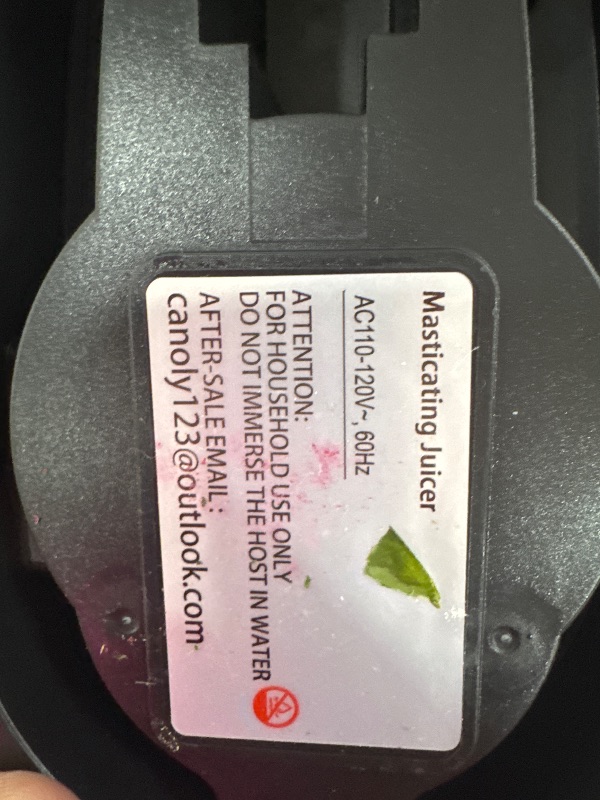 Masticating Juicer
AC110-120V~, 60Hz
ATTENTION:
FOR HOUSEHOLD USE ONLY
DO NOT IMMERSE THE HOST IN WATER
AFTER-SALE EMAIL :
canoly123@outlook.com